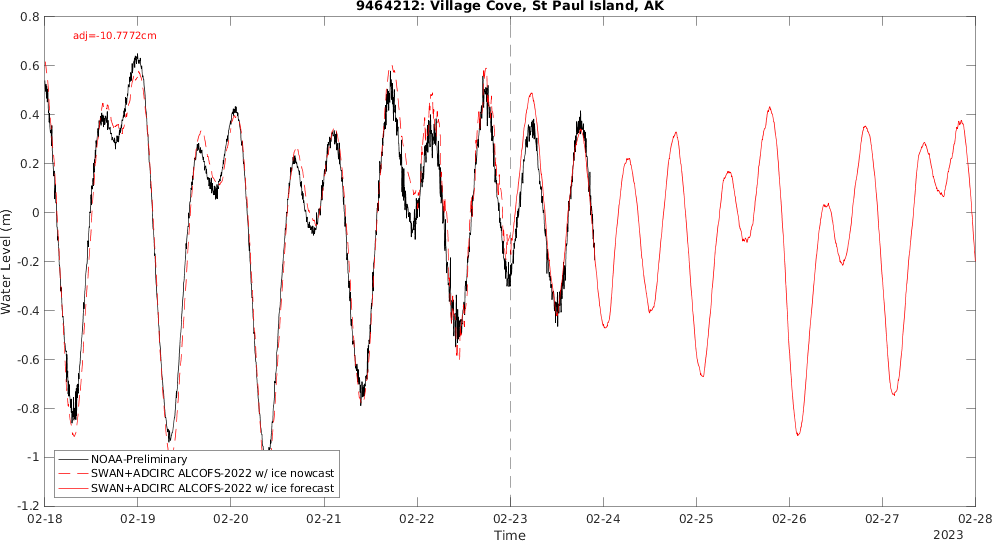 9464212: Village Cove, St Paul Island, AK
adj=-10.7772cm
0.8
0.6
0.4
0.2
0
-0.2
-0.4
-0.6
-0.8
-1
-1.2
Water Level (m)
NOAA-Preliminary
SWAN+ADCIRC ALCOFS-2022 w/ ice nowcast
SWAN+ADCIRC ALCOFS-2022 w/ ice forecast
02-18 02-19 02-20 02-21 02-22 02-23 02-24 02-25 02-26 02-27 02-28
Time
2023